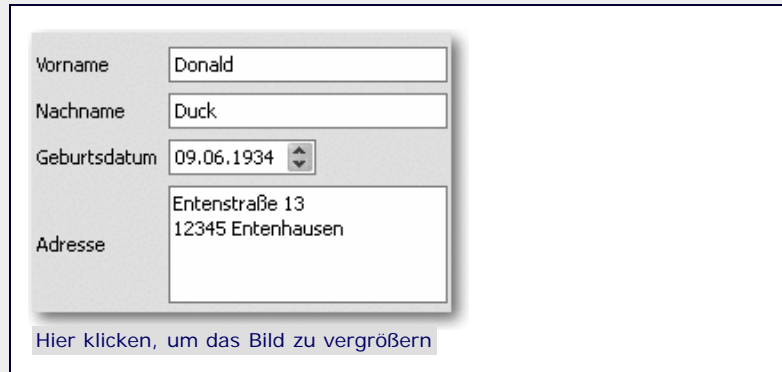 Vorname Donald
Nachname Duck
Geburtsdatum 09.06.1934
Adresse Entenstraße 13
12345 Entenhausen
Hier klicken, um das Bild zu vergrößern